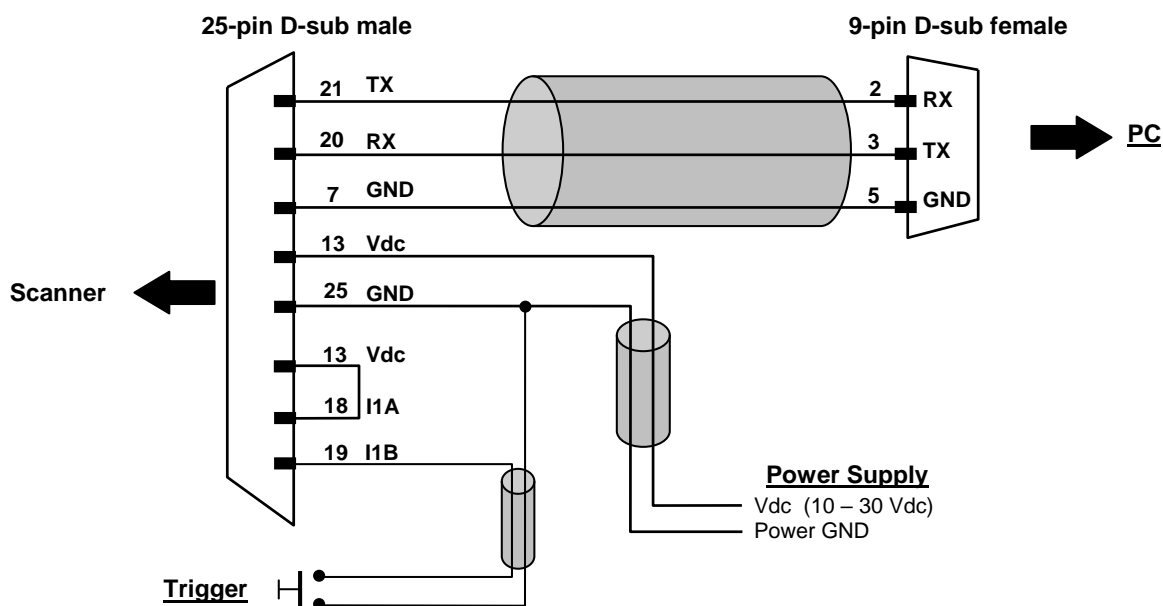 25-pin D-sub male
9-pin D-sub female
21 TX
2 RX
20 RX
3 TX
PC
7 GND
5 GND
13 Vdc
Scanner
25 GND
13 Vdc
18 I1A
19 I1B
Power Supply
Vdc (10 – 30 Vdc)
Power GND
Trigger